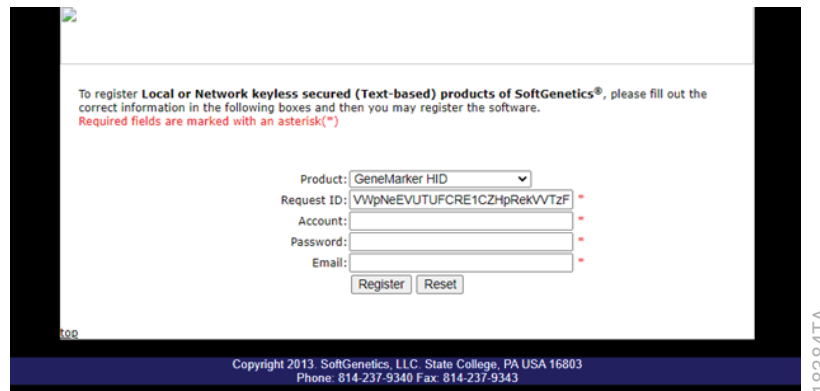 To register Local or Network keyless secured (Text-based) products of SoftGenetics®, please fill out the
correct information in the following boxes and then you may register the software.
Required fields are marked with an asterisk(*)
Product: GeneMarker HID
Request ID: VWpNeEVUTUFCRE1CZHpRekVVTzF *
Account: *
Password: *
Email: *
Register Reset
top
Copyright 2013. SoftGenetics, LLC. State College, PA USA 16803
Phone: 814-237-9340 Fax: 814-237-9343
18384TA